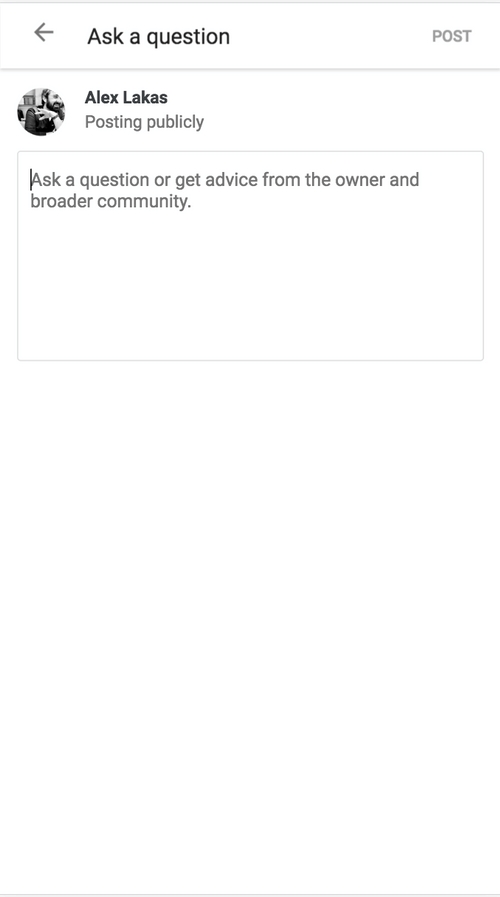 Ask a question
POST
Alex Lakas
Posting publicly
Ask a question or get advice from the owner and
broader community.